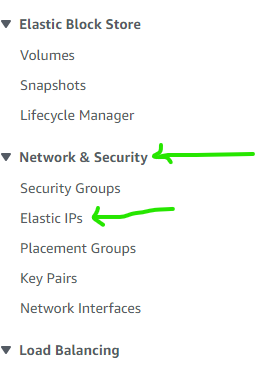 Elastic Block Store
Volumes
Snapshots
Lifecycle Manager
Network & Security
Security Groups
Elastic IPs
Placement Groups
Key Pairs
Network Interfaces
Load Balancing